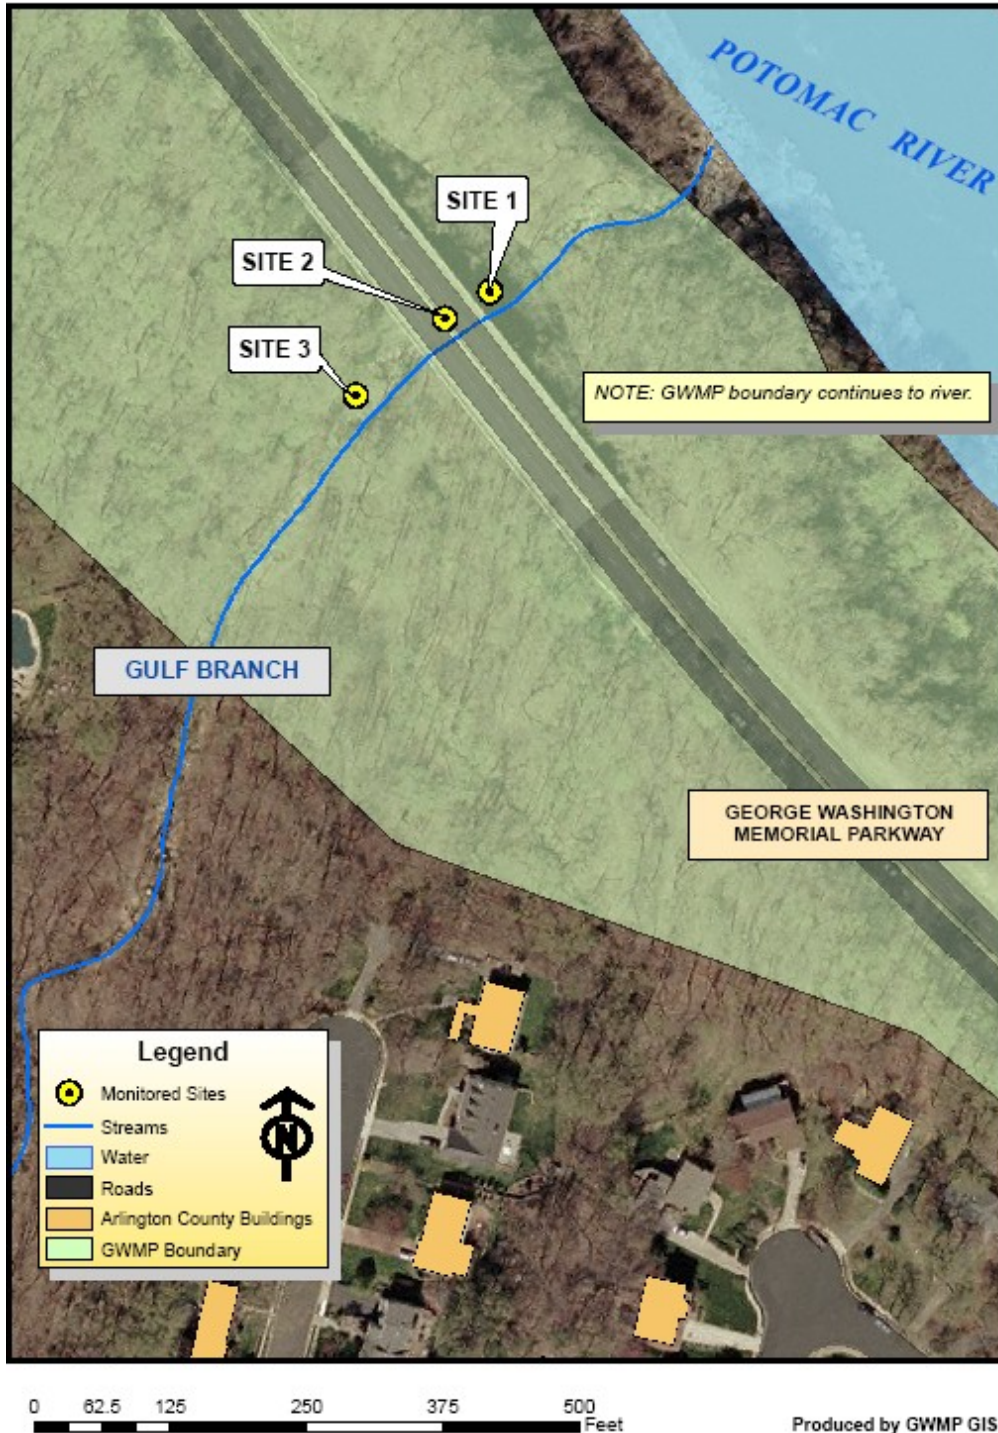 POTOMAC RIVER
SITE 1
SITE 2
SITE 3
NOTE: GWMP boundary continues to river.
GULF BRANCH
GEORGE WASHINGTON
MEMORIAL PARKWAY
Legend
Monitored Sites
Streams
Water
Roads
Arlington County Buildings
GWMP Boundary
N
0 62.5 125 250 375 500
Feet
Produced by GWMP GIS